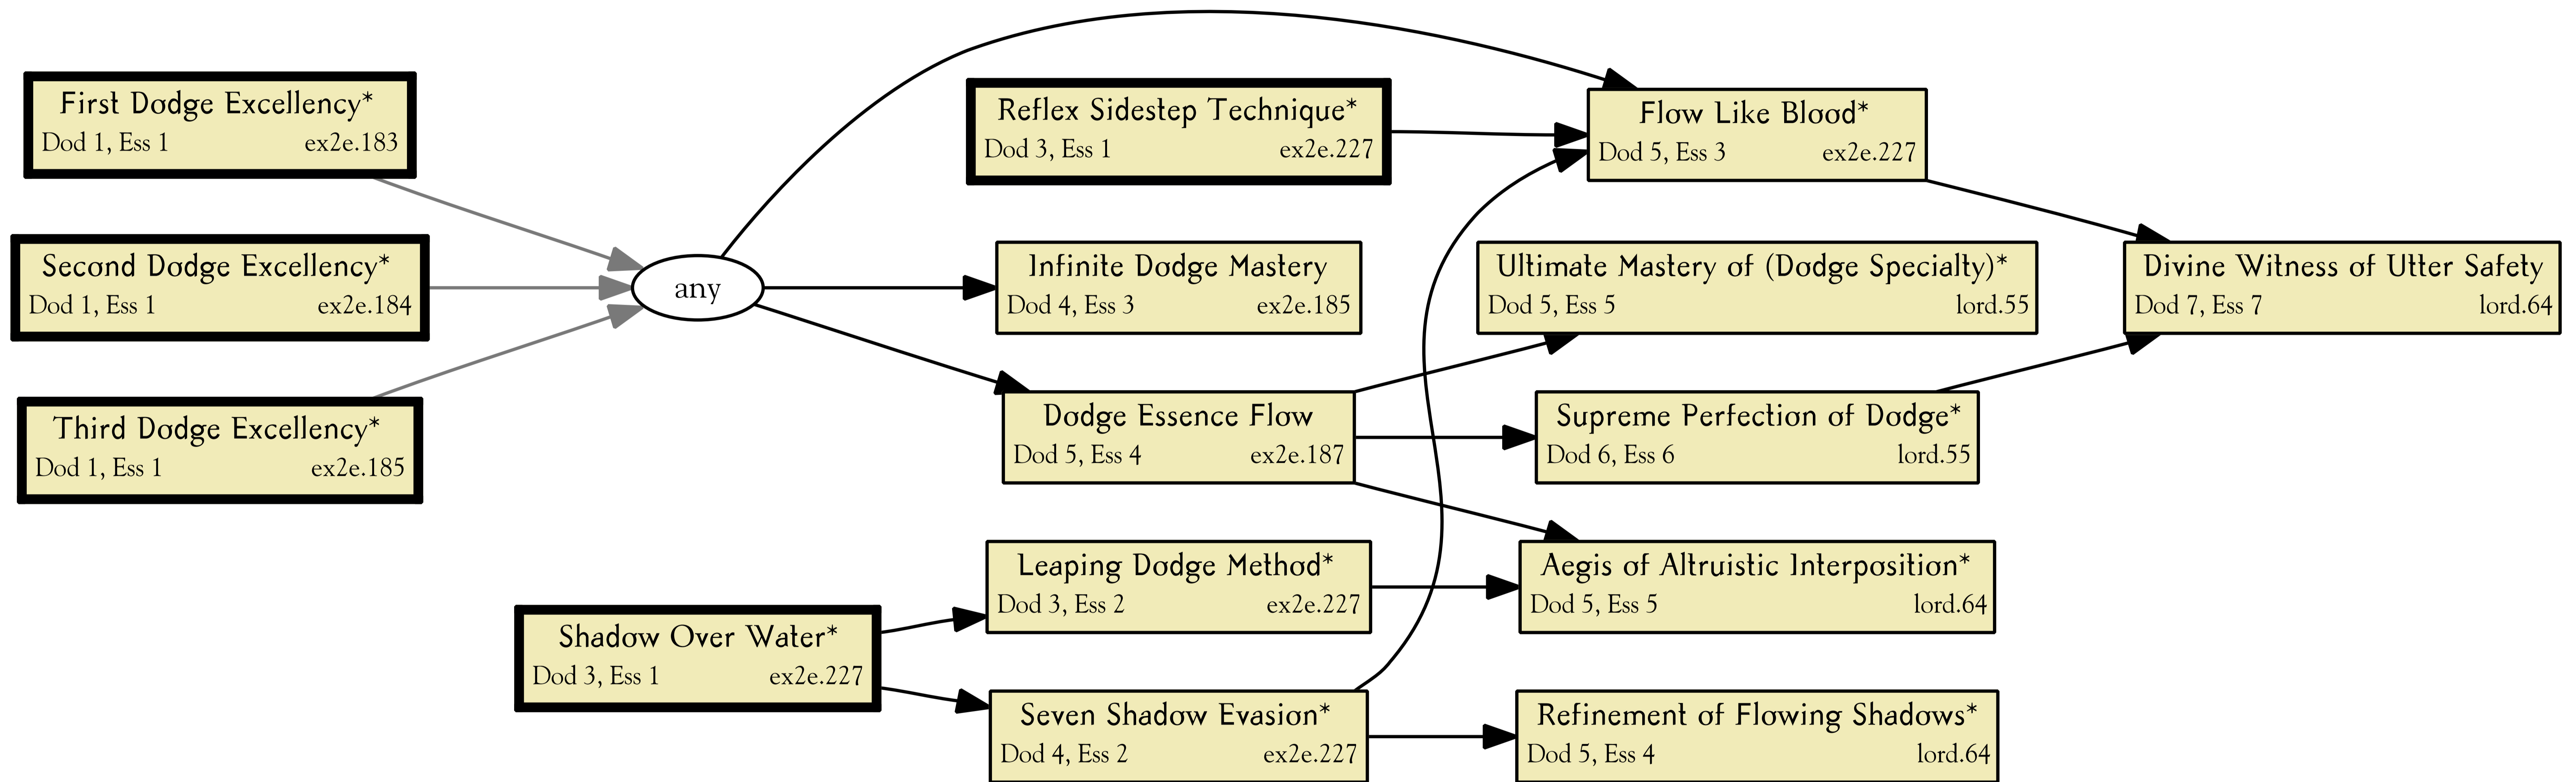 First Dodge Excellency*
Dod 1, Ess 1 ex2e.183
Second Dodge Excellency*
Dod 1, Ess 1 ex2e.184
Third Dodge Excellency*
Dod 1, Ess 1 ex2e.185
any
Shadow Over Water*
Dod 3, Ess 1 ex2e.227
Reflex Sidestep Technique*
Dod 3, Ess 1 ex2e.227
Infinite Dodge Mastery
Dod 4, Ess 3 ex2e.185
Dodge Essence Flow
Dod 5, Ess 4 ex2e.187
Leaping Dodge Method*
Dod 3, Ess 2 ex2e.227
Seven Shadow Evasion*
Dod 4, Ess 2 ex2e.227
Flow Like Blood*
Dod 5, Ess 3 ex2e.227
Ultimate Mastery of (Dodge Specialty)*
Dod 5, Ess 5 lord.55
Supreme Perfection of Dodge*
Dod 6, Ess 6 lord.55
Aegis of Altruistic Interposition*
Dod 5, Ess 5 lord.64
Refinement of Flowing Shadows*
Dod 5, Ess 4 lord.64
Divine Witness of Utter Safety
Dod 7, Ess 7 lord.64